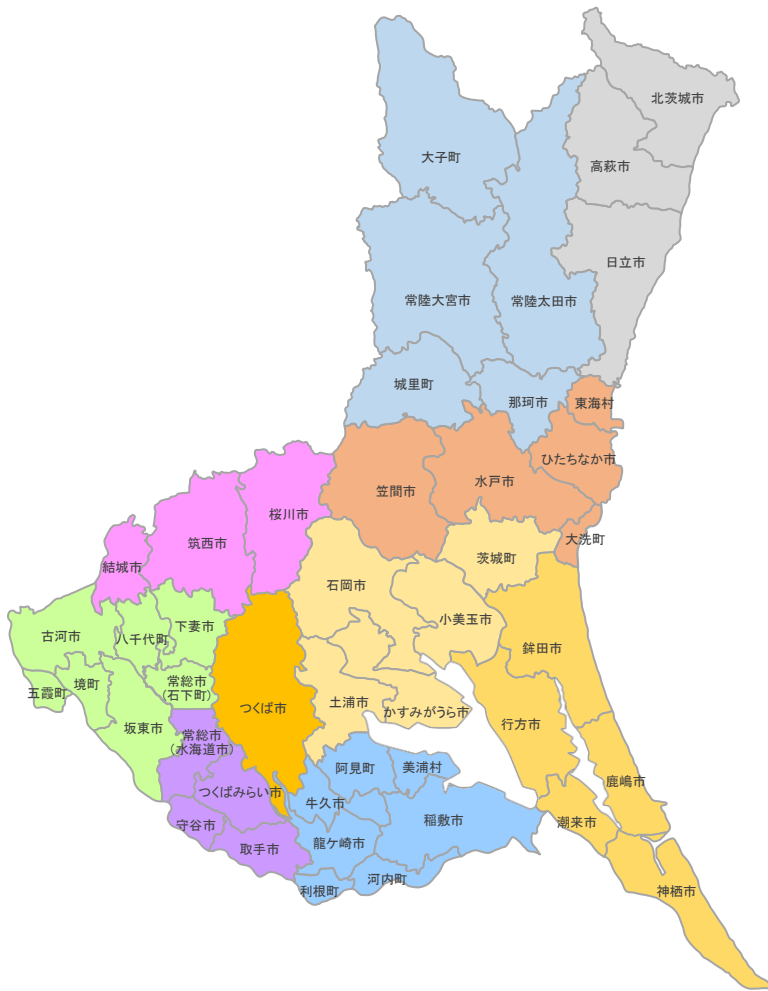 北茨城市
大子町
高萩市
日立市
常陸大宮市
常陸太田市
城里町
那珂市
東海村
ひたちなか市
水戸市
笠間市
桜川市
大洗町
筑西市
茨城町
結城市
石岡市
小美玉市
下妻市
古河市
八千代町
鉾田市
境町
五霞町
常総市
(石下町)
土浦市
つくば市
かすみがうら市
坂東市
行方市
常総市
(水海道市)
阿見町
美浦村
鹿嶋市
つくばみらい市
牛久市
稲敷市
潮来市
守谷市
龍ケ崎市
取手市
河内町
利根町
神栖市